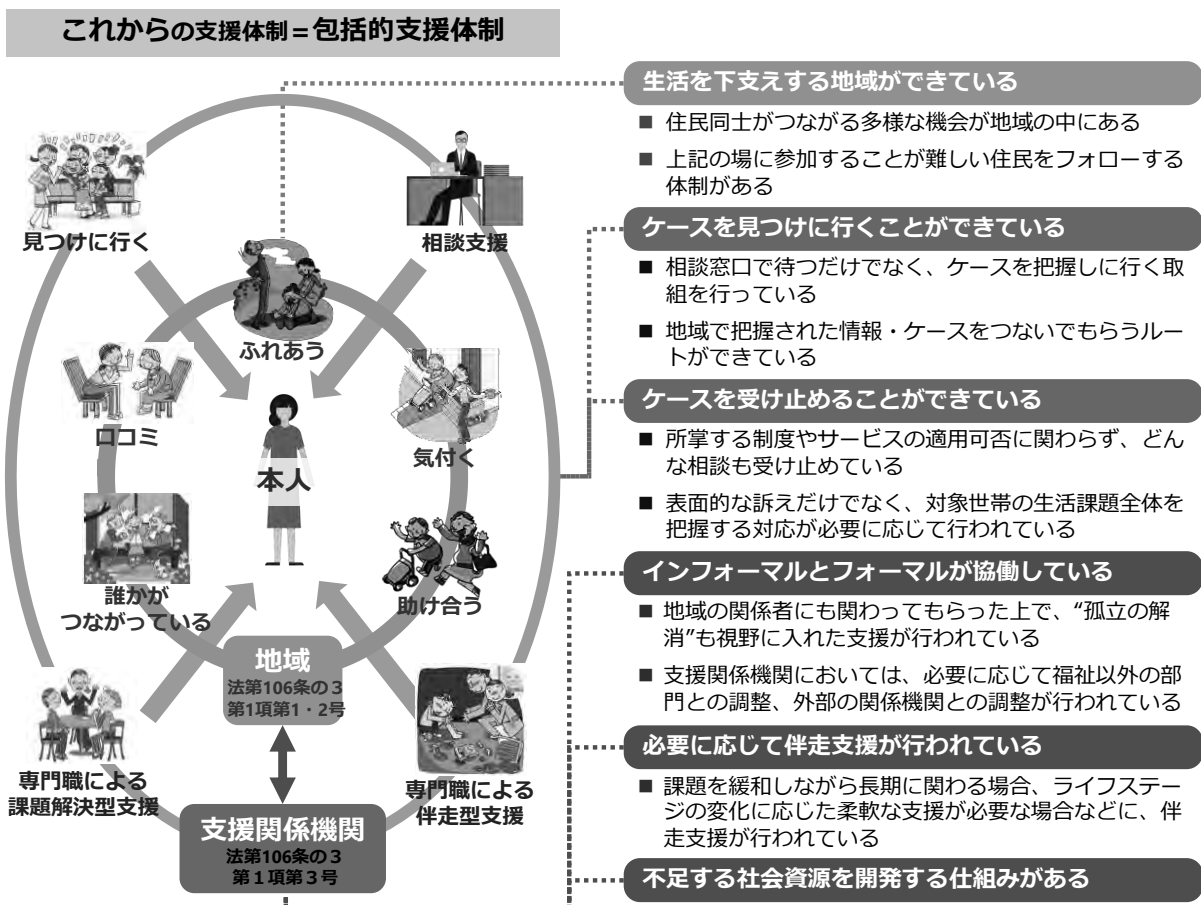 これからの支援体制＝包括的支援体制
見つけに行く
相談支援
ふれあう
口コミ
気付く
本人
誰かが
つながっている
助け合う
地域
法第106条の３
第1項第1・2号
専門職による
課題解決型支援
専門職による
伴走型支援
支援関係機関
法第106条の３
第１項第３号
生活を下支えする地域ができている
■ 住民同士がつながる多様な機会が地域の中にある
■ 上記の場に参加することが難しい住民をフォローする
体制がある
ケースを見つけに行くことができている
■ 相談窓口で待つだけでなく、ケースを把握しに行く取
組を行っている
■ 地域で把握された情報・ケースをつないでもらうルー
トができている
ケースを受け止めることができている
■ 所掌する制度やサービスの適用可否に関わらず、どん
な相談も受け止めている
■ 表面的な訴えだけでなく、対象世帯の生活課題全体を
把握する対応が必要に応じて行われている
インフォーマルとフォーマルが協働している
■ 地域の関係者にも関わってもらった上で、“孤立の解
消”も視野に入れた支援が行われている
■ 支援関係機関においては、必要に応じて福祉以外の部
門との調整、外部の関係機関との調整が行われている
必要に応じて伴走支援が行われている
■ 課題を緩和しながら長期に関わる場合、ライフステー
ジの変化に応じた柔軟な支援が必要な場合などに、伴
走支援が行われている
不足する社会資源を開発する仕組みがある